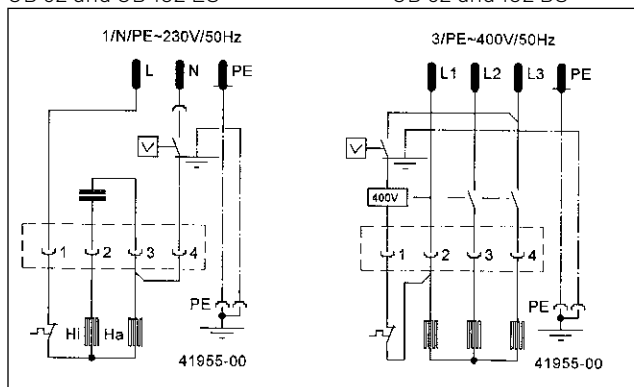 1/N/PE~230V/50Hz
L N PE
1 2 3 4
PE
Hi Ha
41955-00
3/PE~400V/50Hz
L1 L2 L3 PE
400V
1 2 3 4
PE
41955-00